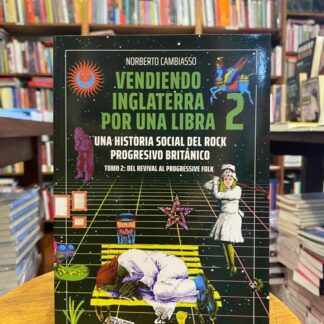 NORBERTO CAMBIASSO
VENDIENDO
INGLATERRA
POR UNA LIBRA 2
UNA HISTORIA SOCIAL DEL ROCK
PROGRESIVO BRITÁNICO
TOMO 2: DEL REVIVAL AL PROGRESSIVE FOLK